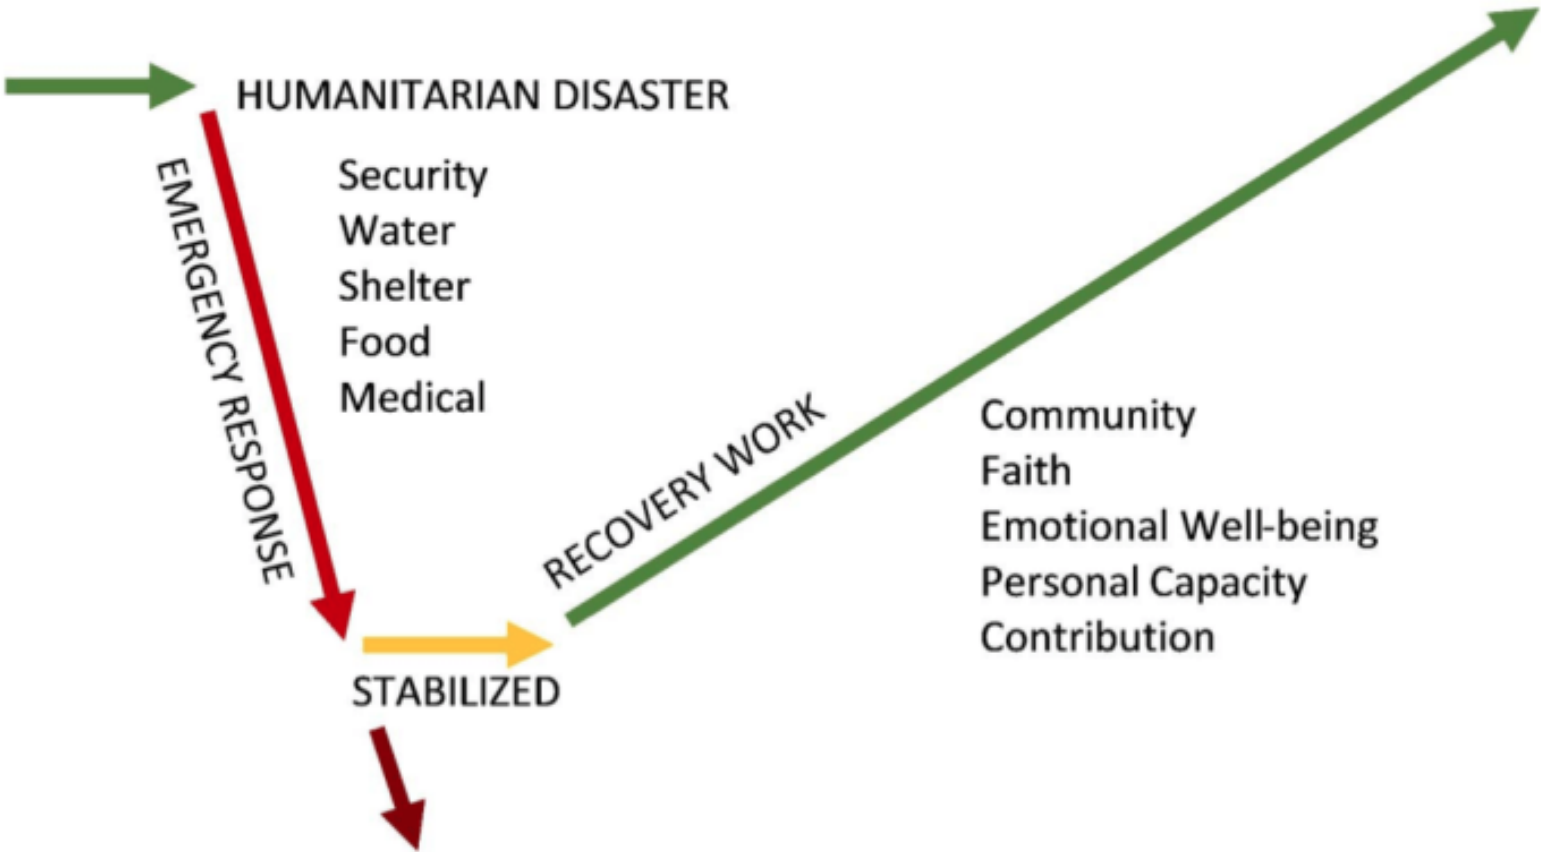 HUMANITARIAN DISASTER
EMERGENCY RESPONSE
Security
Water
Shelter
Food
Medical
STABILIZED
RECOVERY WORK
Community
Faith
Emotional Well-being
Personal Capacity
Contribution